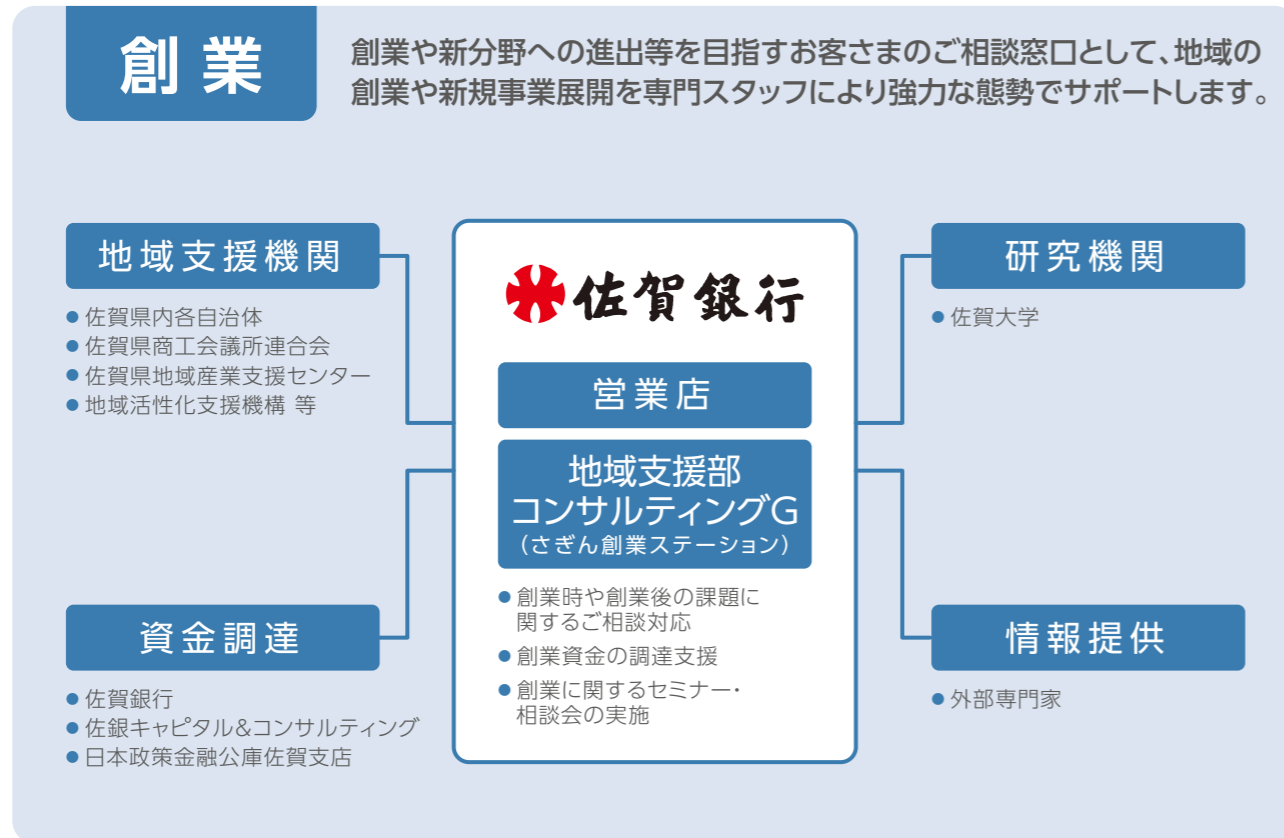 創業
創業や新分野への進出等を目指すお客さまのご相談窓口として、地域の
創業や新規事業展開を専門スタッフにより強力な態勢でサポートします。
地域支援機関
● 佐賀県内各自治体
● 佐賀県商工会議所連合会
● 佐賀県地域産業支援センター
● 地域活性化支援機構 等
資金調達
● 佐賀銀行
● 佐銀キャピタル&コンサルティング
● 日本政策金融公庫佐賀支店
佐賀銀行
営業店
地域支援部
コンサルティングG
(さぎん創業ステーション)
● 創業時や創業後の課題に
関するご相談対応
● 創業資金の調達支援
● 創業に関するセミナー・
相談会の実施
研究機関
● 佐賀大学
情報提供
● 外部専門家